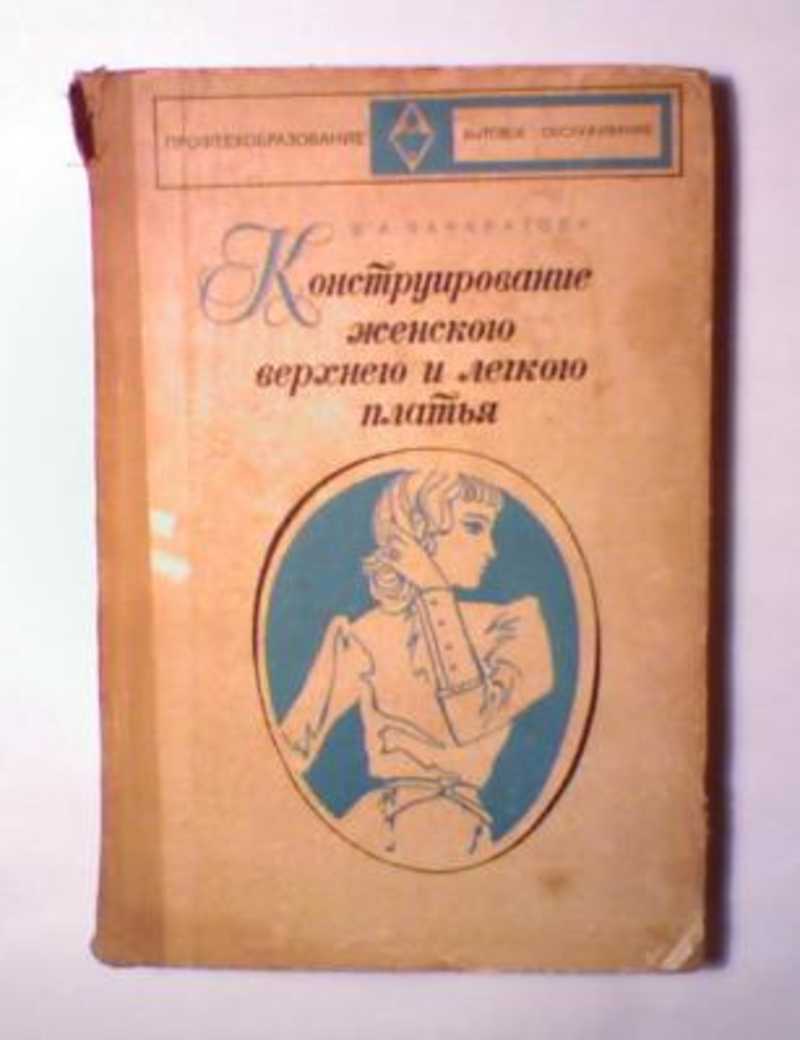 ПРОФТЕХОБРАЗОВАНИЕ
БЫТОВОЕ ОБСЛУЖИВАНИЕ
Конструирование
женского
верхнего и легкого
платья